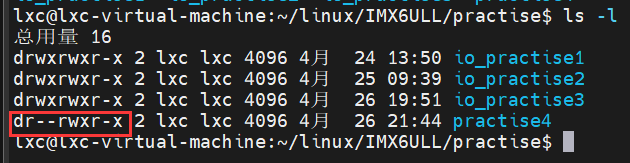 lxc@lxc-virtual-machine:~/linux/IMX6ULL/practise$ ls -l
总用量 16
drwxrwxr-x 2 lxc lxc 4096 4月  24 13:50 io_practise1
drwxrwxr-x 2 lxc lxc 4096 4月  25 09:39 io_practise2
drwxrwxr-x 2 lxc lxc 4096 4月  26 19:51 io_practise3
dr--rwxr-x 2 lxc lxc 4096 4月  26 21:44 practise4
lxc@lxc-virtual-machine:~/linux/IMX6ULL/practise$